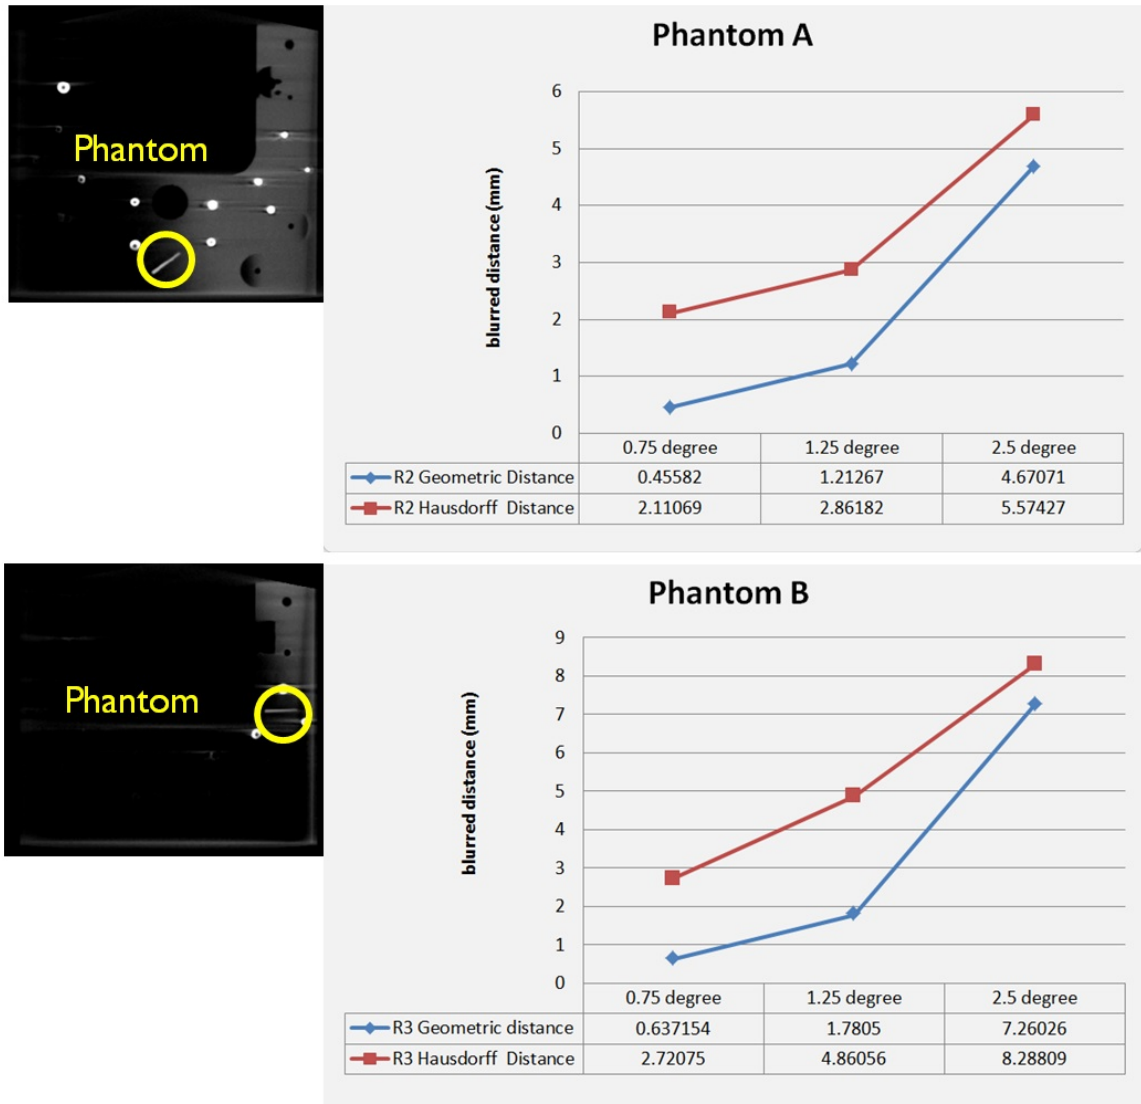 Phantom
Phantom A
blurred distance (mm)
6
5
4
3
2
1
0
0.75 degree 1.25 degree 2.5 degree
R2 Geometric Distance 0.45582 1.21267 4.67071
R2 Hausdorff Distance 2.11069 2.86182 5.57427
Phantom
Phantom B
blurred distance (mm)
9
8
7
6
5
4
3
2
1
0
0.75 degree 1.25 degree 2.5 degree
R3 Geometric distance 0.637154 1.7805 7.26026
R3 Hausdorff Distance 2.72075 4.86056 8.28809